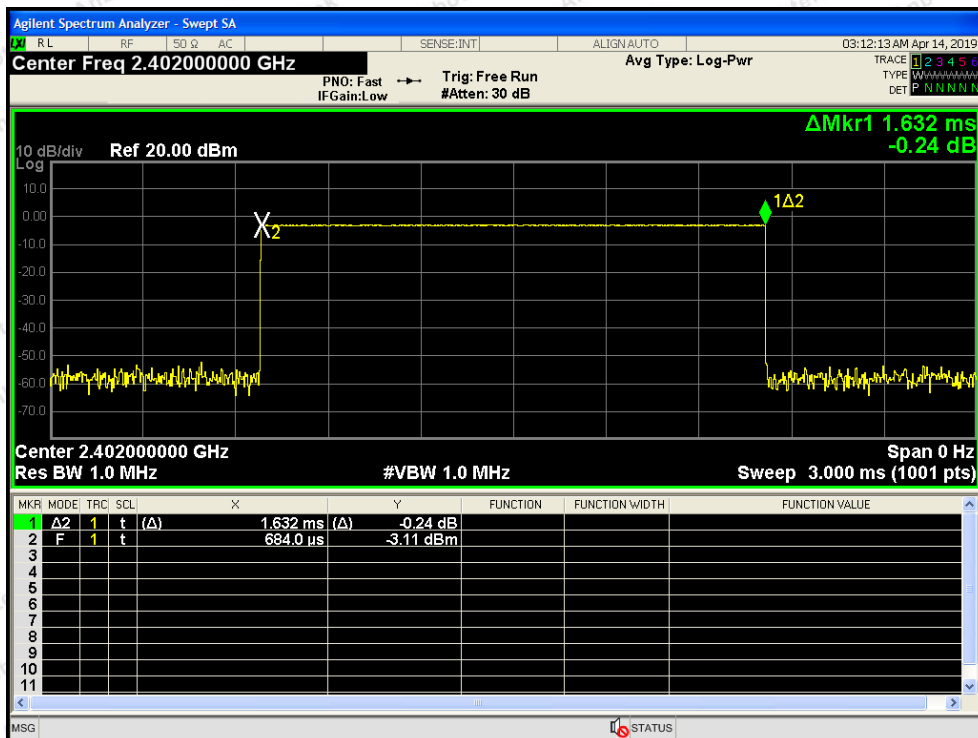 Agilent Spectrum Analyzer - Swept SA
LXI RL RF 50 Ω AC SENSE:INT ALIGNAUTO 03:12:13 AM Apr 14, 2019
Center Freq 2.402000000 GHz Avg Type: Log-Pwr TRACE 1 2 3 4 5 6
PNO: Fast Trig: Free Run TYPE W
IFGain:Low #Atten: 30 dB DET P N N N N N
ΔMkr1 1.632 ms
10 dB/div Ref 20.00 dBm -0.24 dB
Log
10.0
0.00
1Δ2
2
-10.0
-20.0
-30.0
-40.0
-50.0
-60.0
-70.0
Center 2.402000000 GHz Span 0 Hz
Res BW 1.0 MHz #VBW 1.0 MHz Sweep 3.000 ms (1001 pts)
MKR MODE TRC SCL X Y FUNCTION FUNCTION WIDTH FUNCTION VALUE
1 Δ2 1 t (Δ) 1.632 ms (Δ) -0.24 dB
2 F 1 t 684.0 µs -3.11 dBm
3
4
5
6
7
8
9
10
11
MSG STATUS